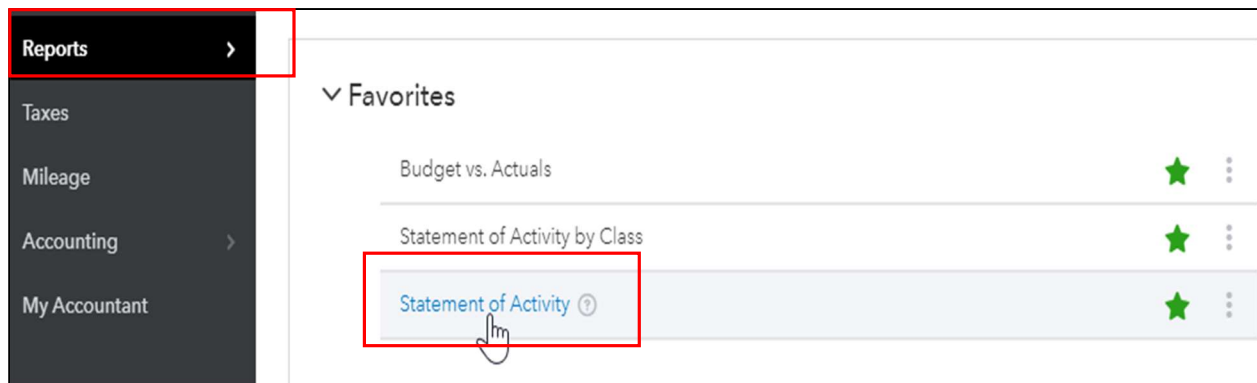 Reports
Taxes
Mileage
Accounting
My Accountant
Favorites
Budget vs. Actuals
Statement of Activity by Class
Statement of Activity ?